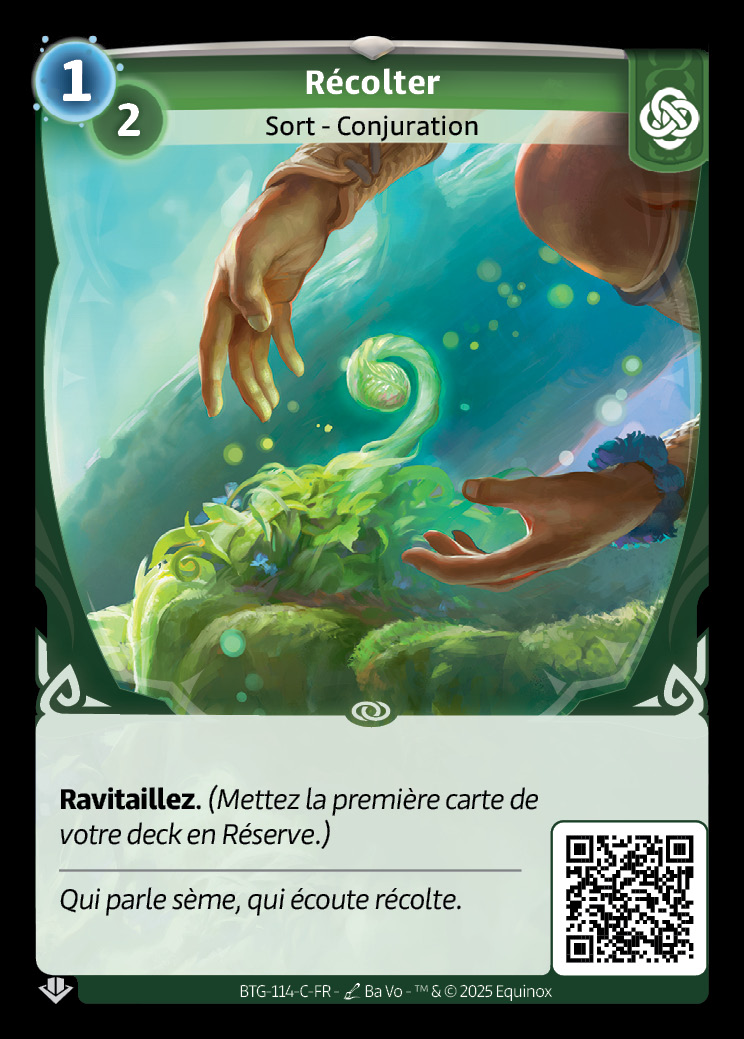 1
Récolter
2
Sort - Conjuration
Ravitaillez. (Mettez la première carte de
votre deck en Réserve.)
Qui parle sème, qui écoute récolte.
BTG-114-C-FR - Ba Vo - ™ & © 2025 Equinox